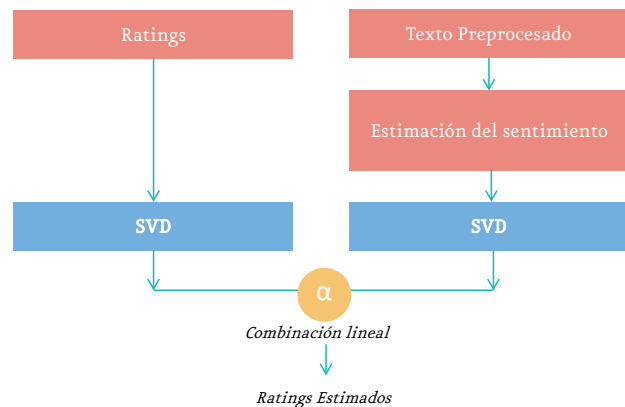 Ratings
Texto Preprocesado
Estimación del sentimiento
SVD
SVD
α
Combinación lineal
Ratings Estimados